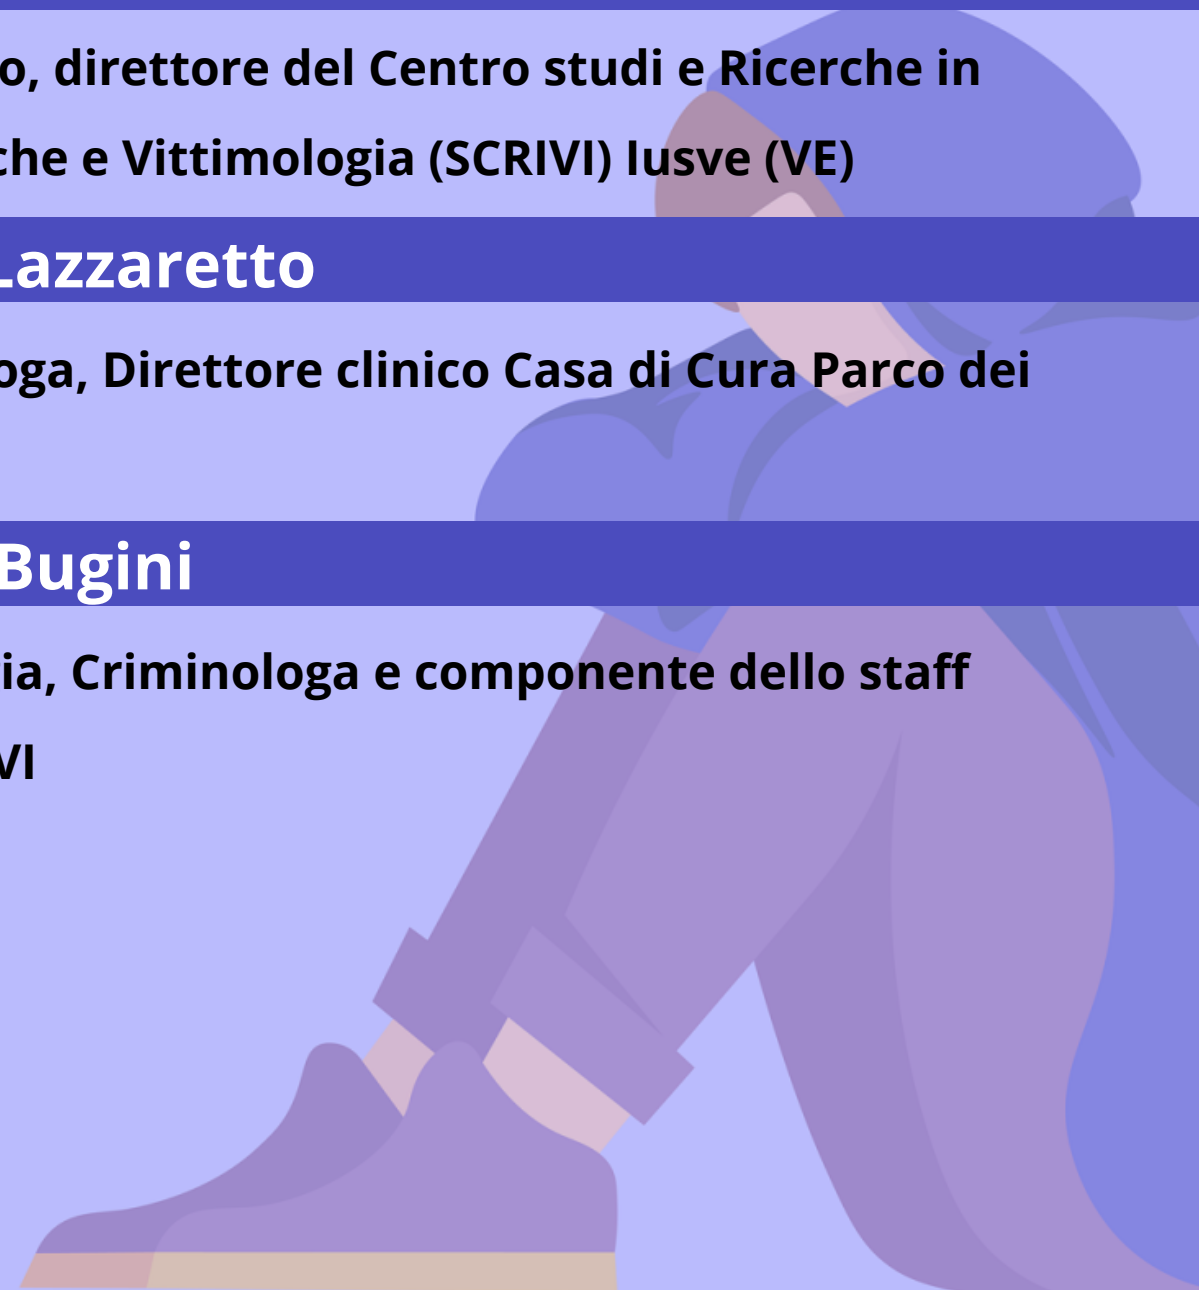 o, direttore del Centro studi e Ricerche in
che e Vittimologia (SCRIVI) Iusve (VE)
Lazzaretto
oga, Direttore clinico Casa di Cura Parco dei
Bugini
ia, Criminologa e componente dello staff
VI